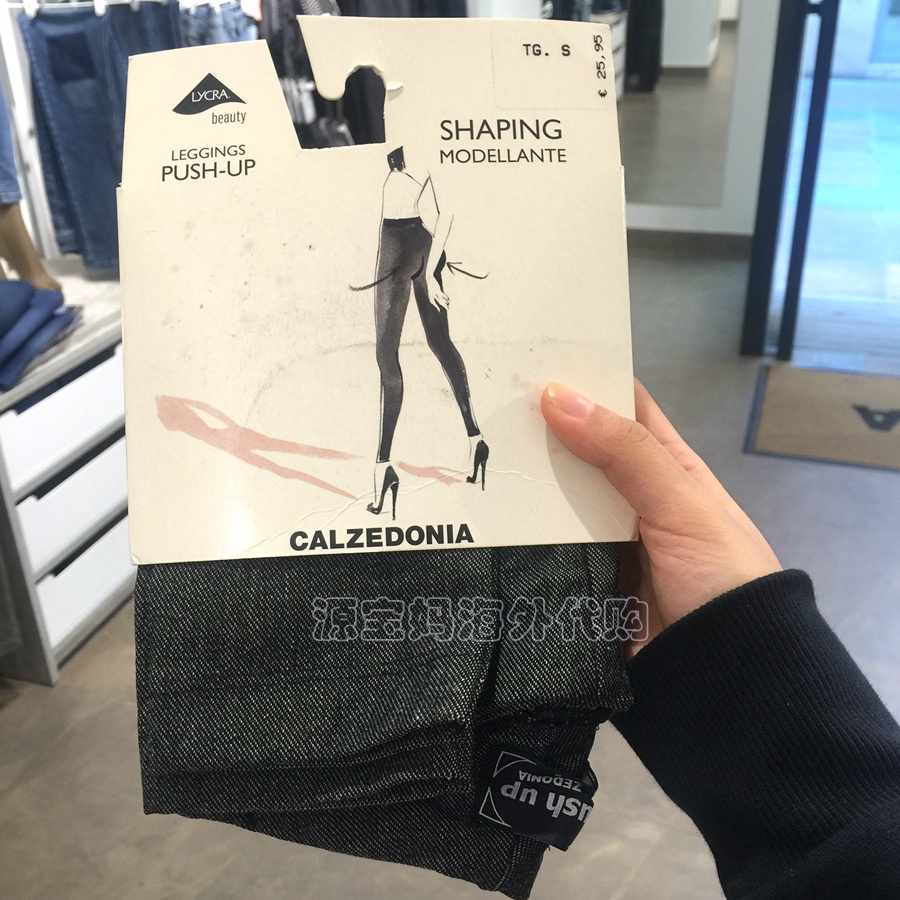 LYCRA.
beauty
LEGGINGS
PUSH-UP
TG. S
€ 25,95
SHAPING
MODELLANTE
CALZEDONIA
源宝妈海外代购
ush up
ZEDONIA